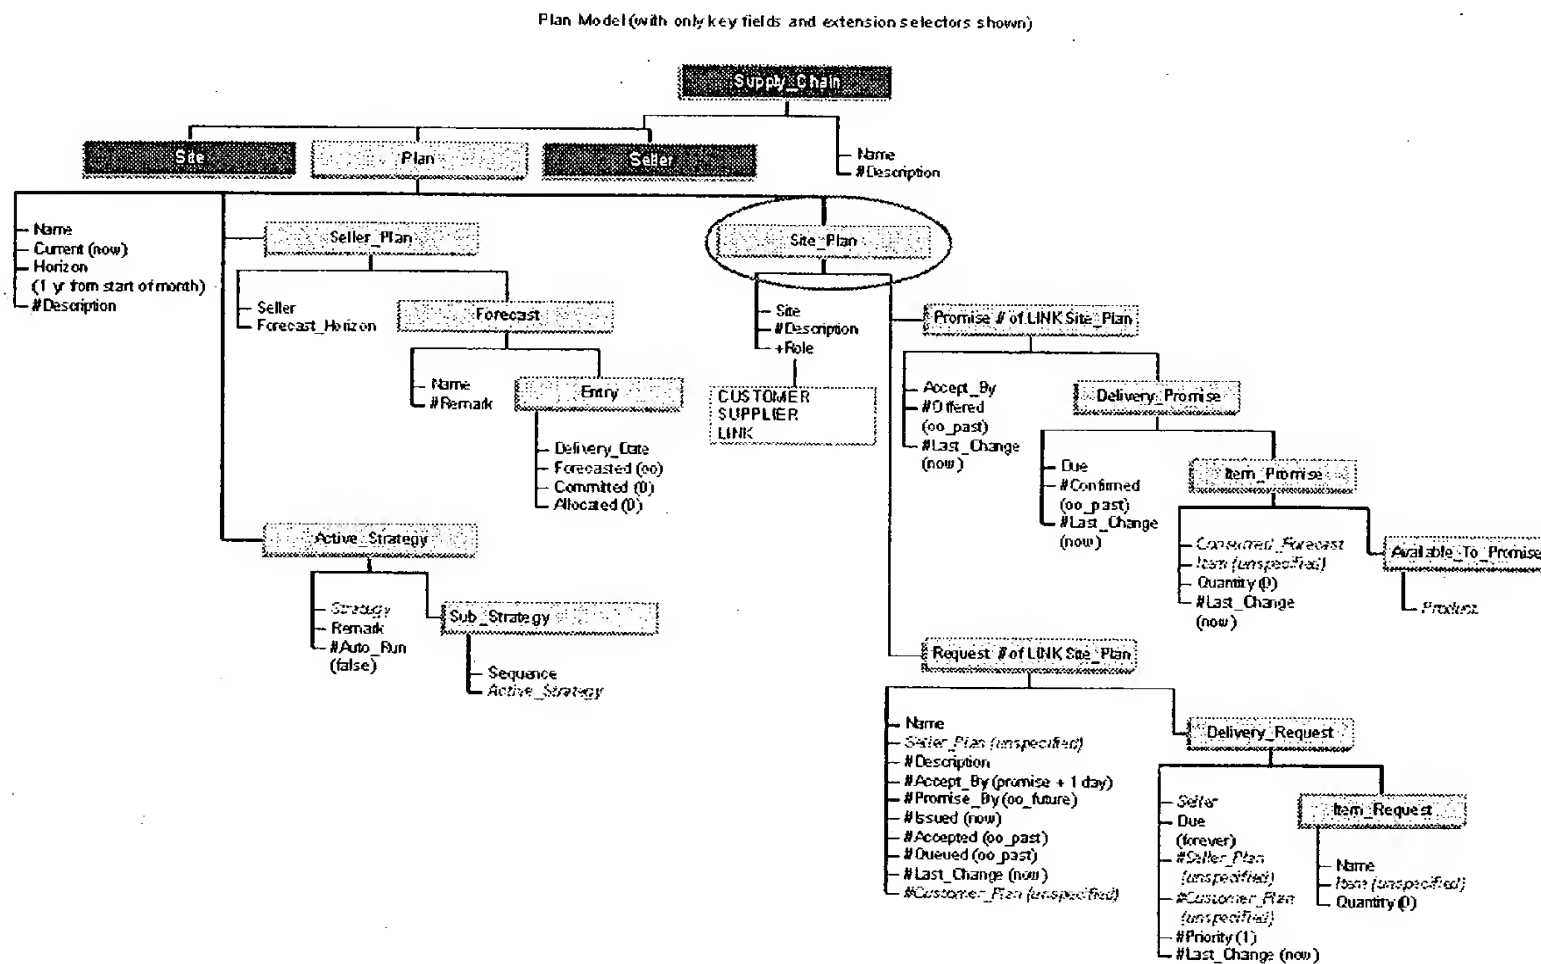 Plan Model (with only key fields and extension selectors shown)
Supply_Chain
Site
Plan
Seller
Name
#Description
Name
Current (now)
Horizon
(1 yr from start of month)
#Description
Seller_Plan
Seller
Forecast_Horizon
Forecast
Name
#Remark
Entry
Delivery_Date
Forecasted (oo)
Committed (0)
Allocated (0)
Active_Strategy
Strategy
Remark
#Auto_Run
(false)
Sub_Strategy
Sequence
Active_Strategy
Site_Plan
Site
#Description
+Role
CUSTOMER
SUPPLIER
LINK
Promise # of LINK Site_Plan
Accept_By
#Offered
(oo_past)
#Last_Change
(now)
Delivery_Promise
Due
#Confirmed
(oo_past)
#Last_Change
(now)
Item_Promise
Consumed_Forecast
Item (unspecified)
Quantity (0)
#Last_Change
(now)
Available_To_Promise
Product
Request # of LINK Site_Plan
Name
Seller_Plan (unspecified)
#Description
#Accept_By (promise + 1 day)
#Promise_By (oo_future)
#Issued (now)
#Accepted (oo_past)
#Queued (oo_past)
#Last_Change (now)
#Customer_Plan (unspecified)
Delivery_Request
Seller
Due
(forever)
#Seller_Plan
(unspecified)
#Customer_Plan
(unspecified)
#Priority (1)
#Last_Change (now)
Item_Request
Name
Item (unspecified)
Quantity (0)